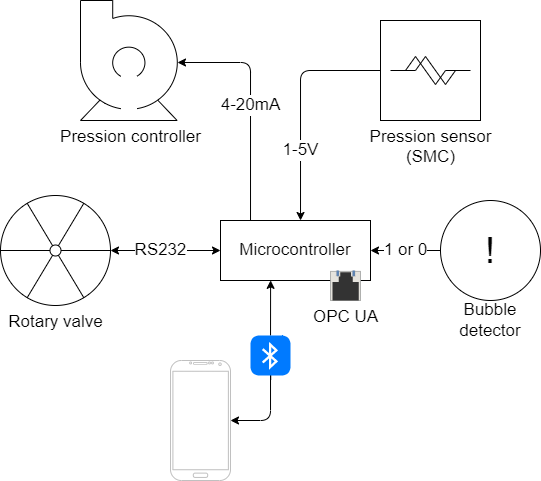 4-20mA
Pression controller
1-5V
Pression sensor
(SMC)
RS232
Microcontroller
1 or 0
!
Rotary valve
OPC UA
Bubble
detector